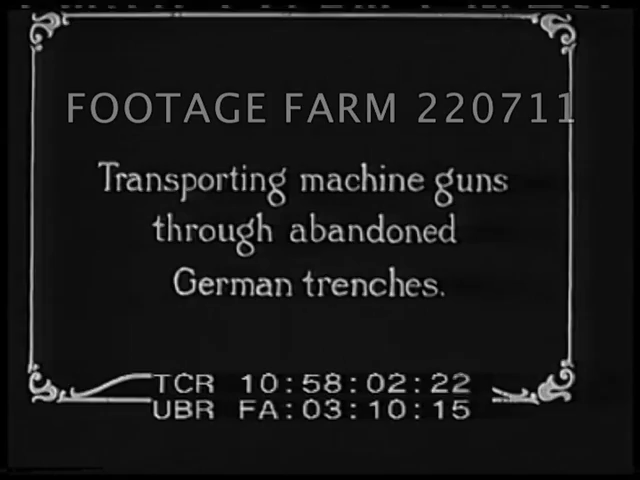 FOOTAGE FARM 220711
Transporting machine guns
through abandoned
German trenches.
TCR 10:58:02:22
UBR FA:03:10:15